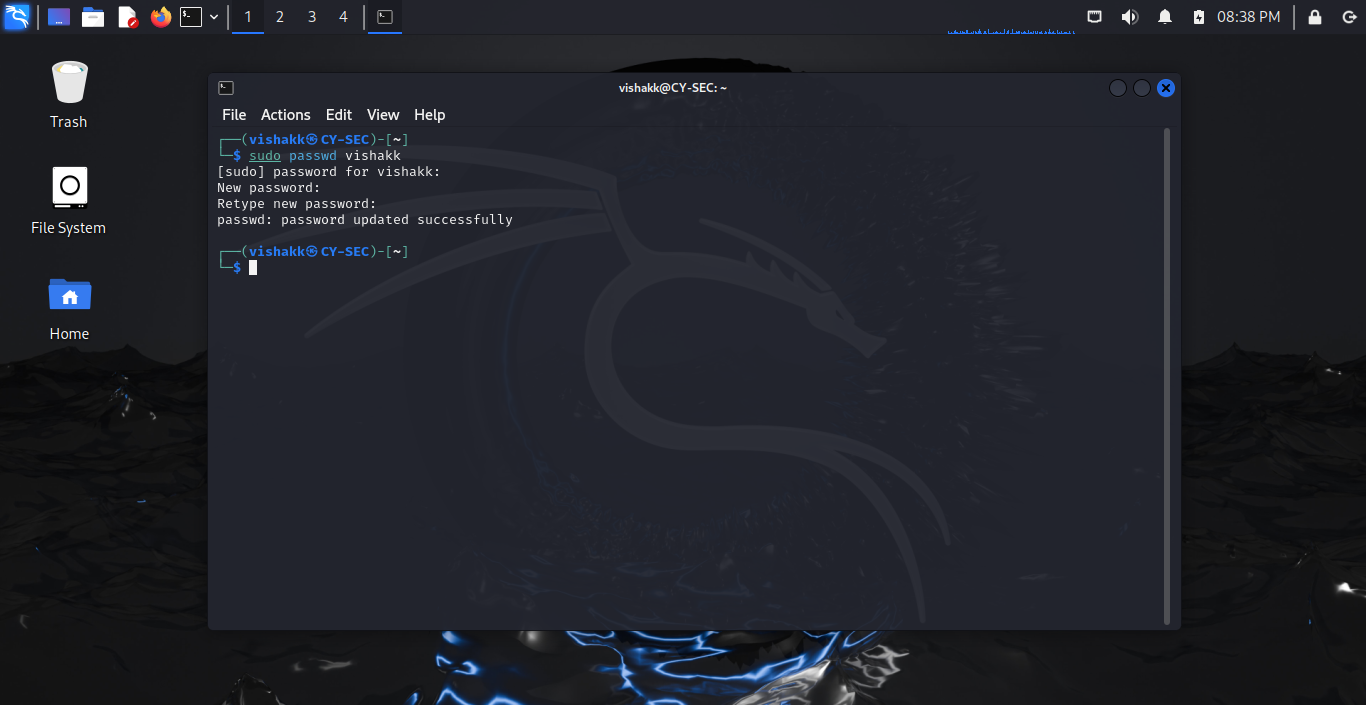 1 2 3 4
08:38 PM
Trash
File System
Home
vishakk@CY-SEC: ~
File Actions Edit View Help
┌──(vishakk㉿CY-SEC)-[~]
└─$ sudo passwd vishakk
[sudo] password for vishakk:
New password:
Retype new password:
passwd: password updated successfully
┌──(vishakk㉿CY-SEC)-[~]
└─$